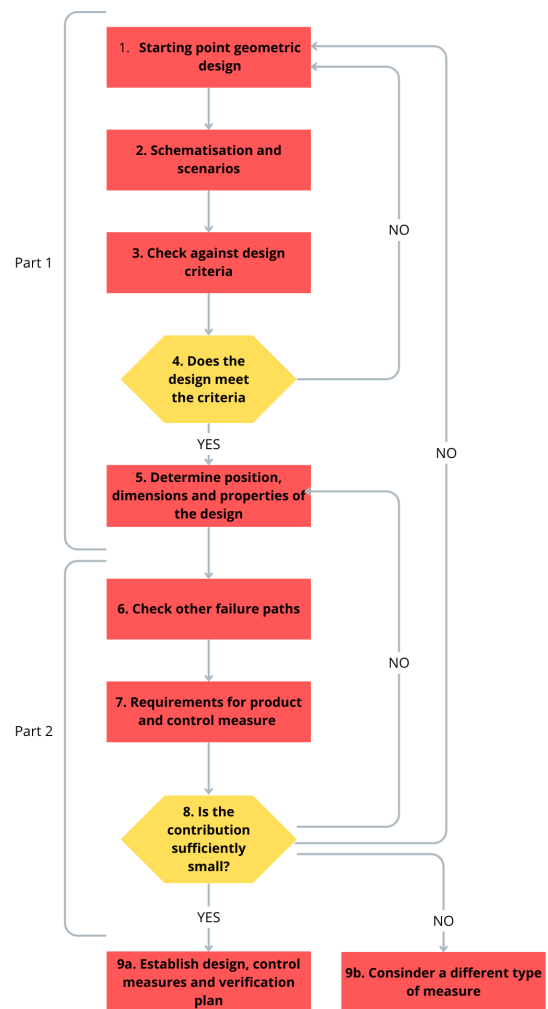 1. Starting point geometric
design
2. Schematisation and
scenarios
NO
Part 1
3. Check against design
criteria
4. Does the
design meet
the criteria
YES
NO
5. Determine position,
dimensions and properties of
the design
6. Check other failure paths
NO
7. Requirements for product
and control measure
Part 2
8. Is the
contribution
sufficiently
small?
YES
NO
9a. Establish design, control
measures and verification
plan
9b. Consinder a different type
of measure